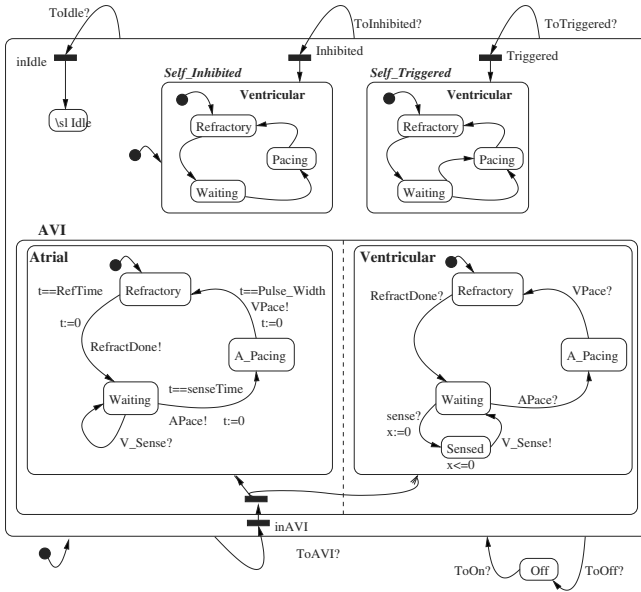 ToIdle?
ToInhibited?
ToTriggered?
inIdle
Inhibited
Triggered
Self_Inhibited
Self_Triggered
Ventricular
Ventricular
\sl Idle
Refractory
Pacing
Waiting
Refractory
Pacing
Waiting
AVI
Atrial
t==RefTime
Refractory
t==Pulse_Width
VPace!
t:=0
t:=0
RefractDone!
A_Pacing
Waiting
t==senseTime
APace!
t:=0
V_Sense?
Ventricular
RefractDone?
Refractory
VPace?
A_Pacing
Waiting
APace?
sense?
x:=0
Sensed
V_Sense!
x<=0
inAVI
ToAVI?
ToOn?
Off
ToOff?